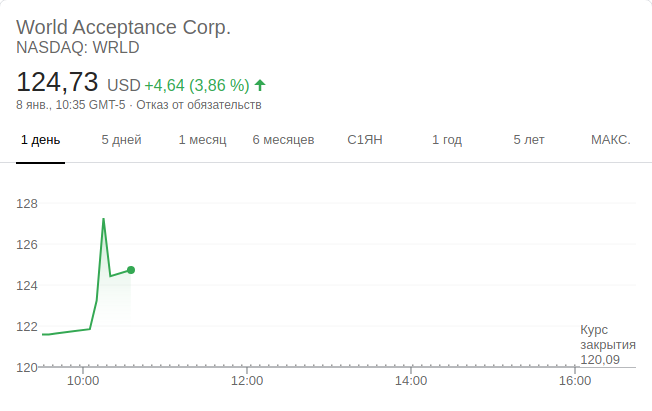 World Acceptance Corp.
NASDAQ: WRLD
124,73 USD +4,64 (3,86 %)
8 янв., 10:35 GMT-5 · Отказ от обязательств
1 день 5 дней 1 месяц 6 месяцев С1ЯН 1 год 5 лет МАКС.
128
126
124
122
120
Курс
закрытия
120,09
10:00 12:00 14:00 16:00